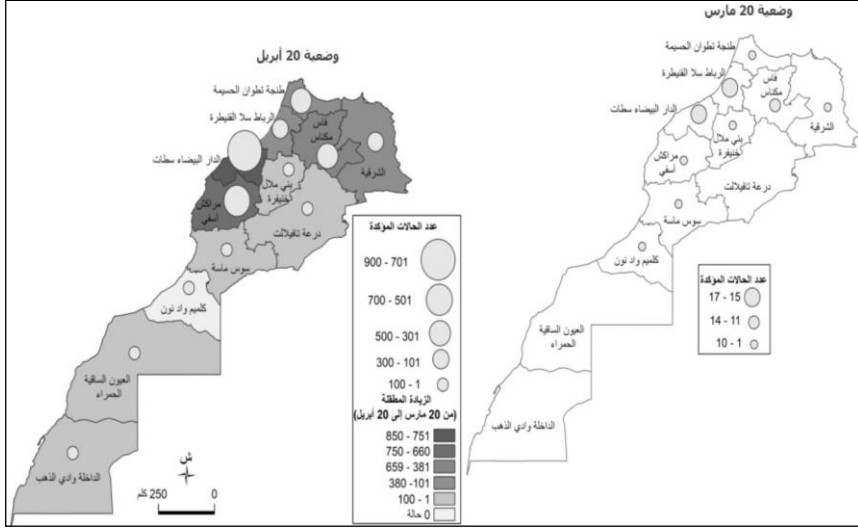 وضعية 20 مارس
طنجة تطوان الحسيمة
الرباط سلا القنيطرة
فاس
مكناس
الدار البيضاء سطات
الشرقية
بني ملال
خنيفرة
مراكش
أسفي
درعة تافيلالت
سوس ماسة
كلميم واد نون
العيون الساقية
الحمراء
الداخلة وادي الذهب
عدد الحالات المؤكدة
17 - 15
14 - 11
10 - 1
وضعية 20 أبريل
طنجة تطوان الحسيمة
الرباط سلا القنيطرة
فاس
مكناس
الدار البيضاء سطات
الشرقية
بني ملال
خنيفرة
مراكش
أسفي
درعة تافيلالت
سوس ماسة
كلميم واد نون
العيون الساقية
الحمراء
الداخلة وادي الذهب
عدد الحالات المؤكدة
900 - 701
700 - 501
500 - 301
300 - 101
100 - 1
الزيادة المطلقة
(من 20 مارس إلى 20 أبريل)
850 - 751
750 - 660
659 - 381
380 - 101
100 - 1
0 حالة
ش
0
250 كلم